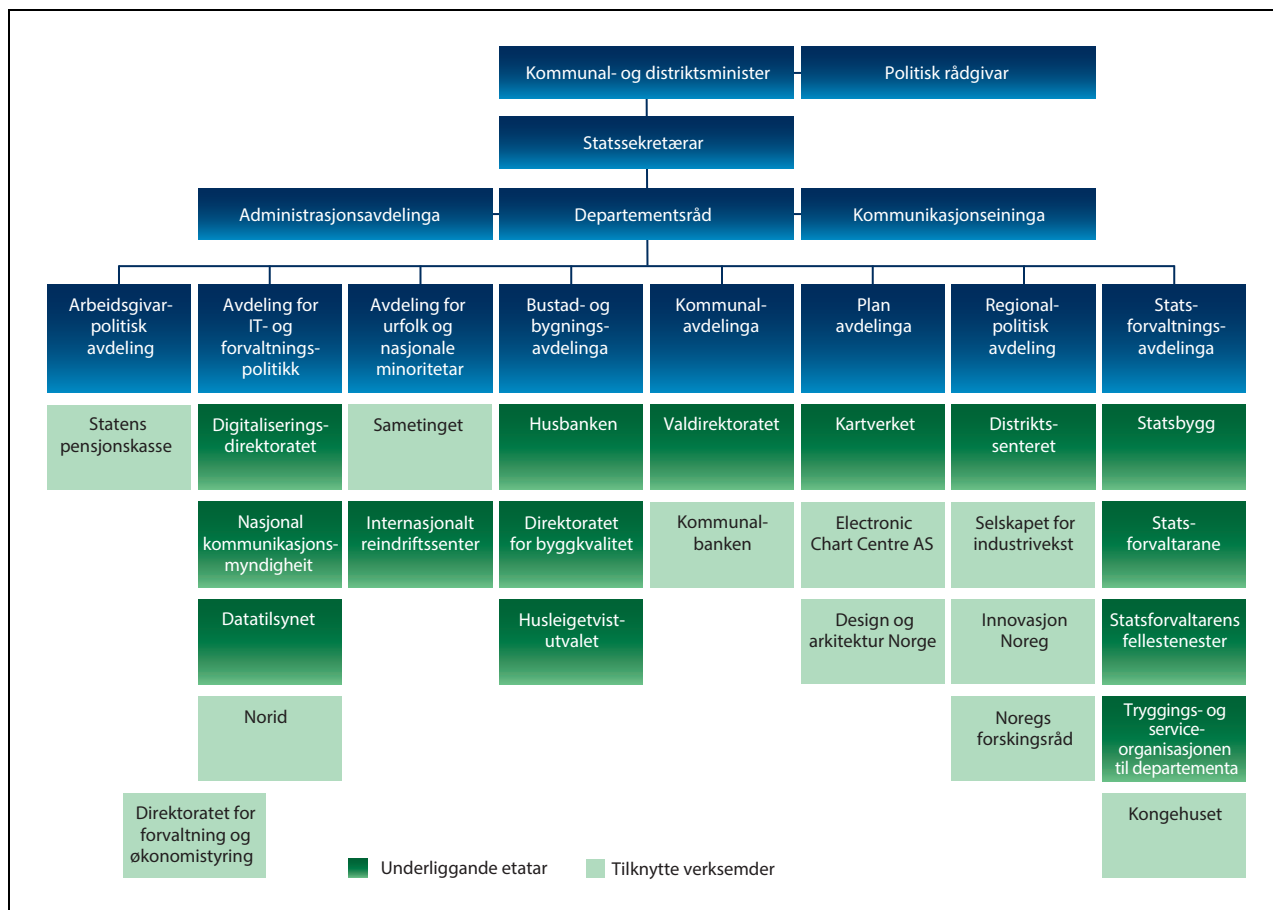 Kommunal- og distriktsminister
Politisk rådgivar
Statssekretærar
Administrasjonsavdelinga
Departementsråd
Kommunikasjonseininga
Arbeidsgivar-
politisk
avdeling
Avdeling for
IT- og
forvaltnings-
politikk
Avdeling for
urfolk og
nasjonale
minoritetar
Bustad- og
bygnings-
avdelinga
Kommunal-
avdelinga
Plan
avdelinga
Regional-
politisk
avdeling
Stats-
forvaltnings-
avdelinga
Statens
pensjonskasse
Digitaliserings-
direktoratet
Sametinget
Husbanken
Valdirektoratet
Kartverket
Distrikts-
senteret
Statsbygg
Nasjonal
kommunikasjons-
myndigheit
Internasjonalt
reindriftssenter
Direktoratet
for byggkvalitet
Kommunal-
banken
Electronic
Chart Centre AS
Selskapet for
industrivekst
Stats-
forvaltarane
Datatilsynet
Husleigetvist-
utvalet
Design og
arkitektur Norge
Innovasjon
Noreg
Statsforvaltarens
fellestenester
Norid
Noregs
forskingsråd
Tryggings- og
service-
organisasjonen
til departementa
Direktoratet for
forvaltning og
økonomistyring
Kongehuset
Underliggande etatar
Tilknytte verksemder